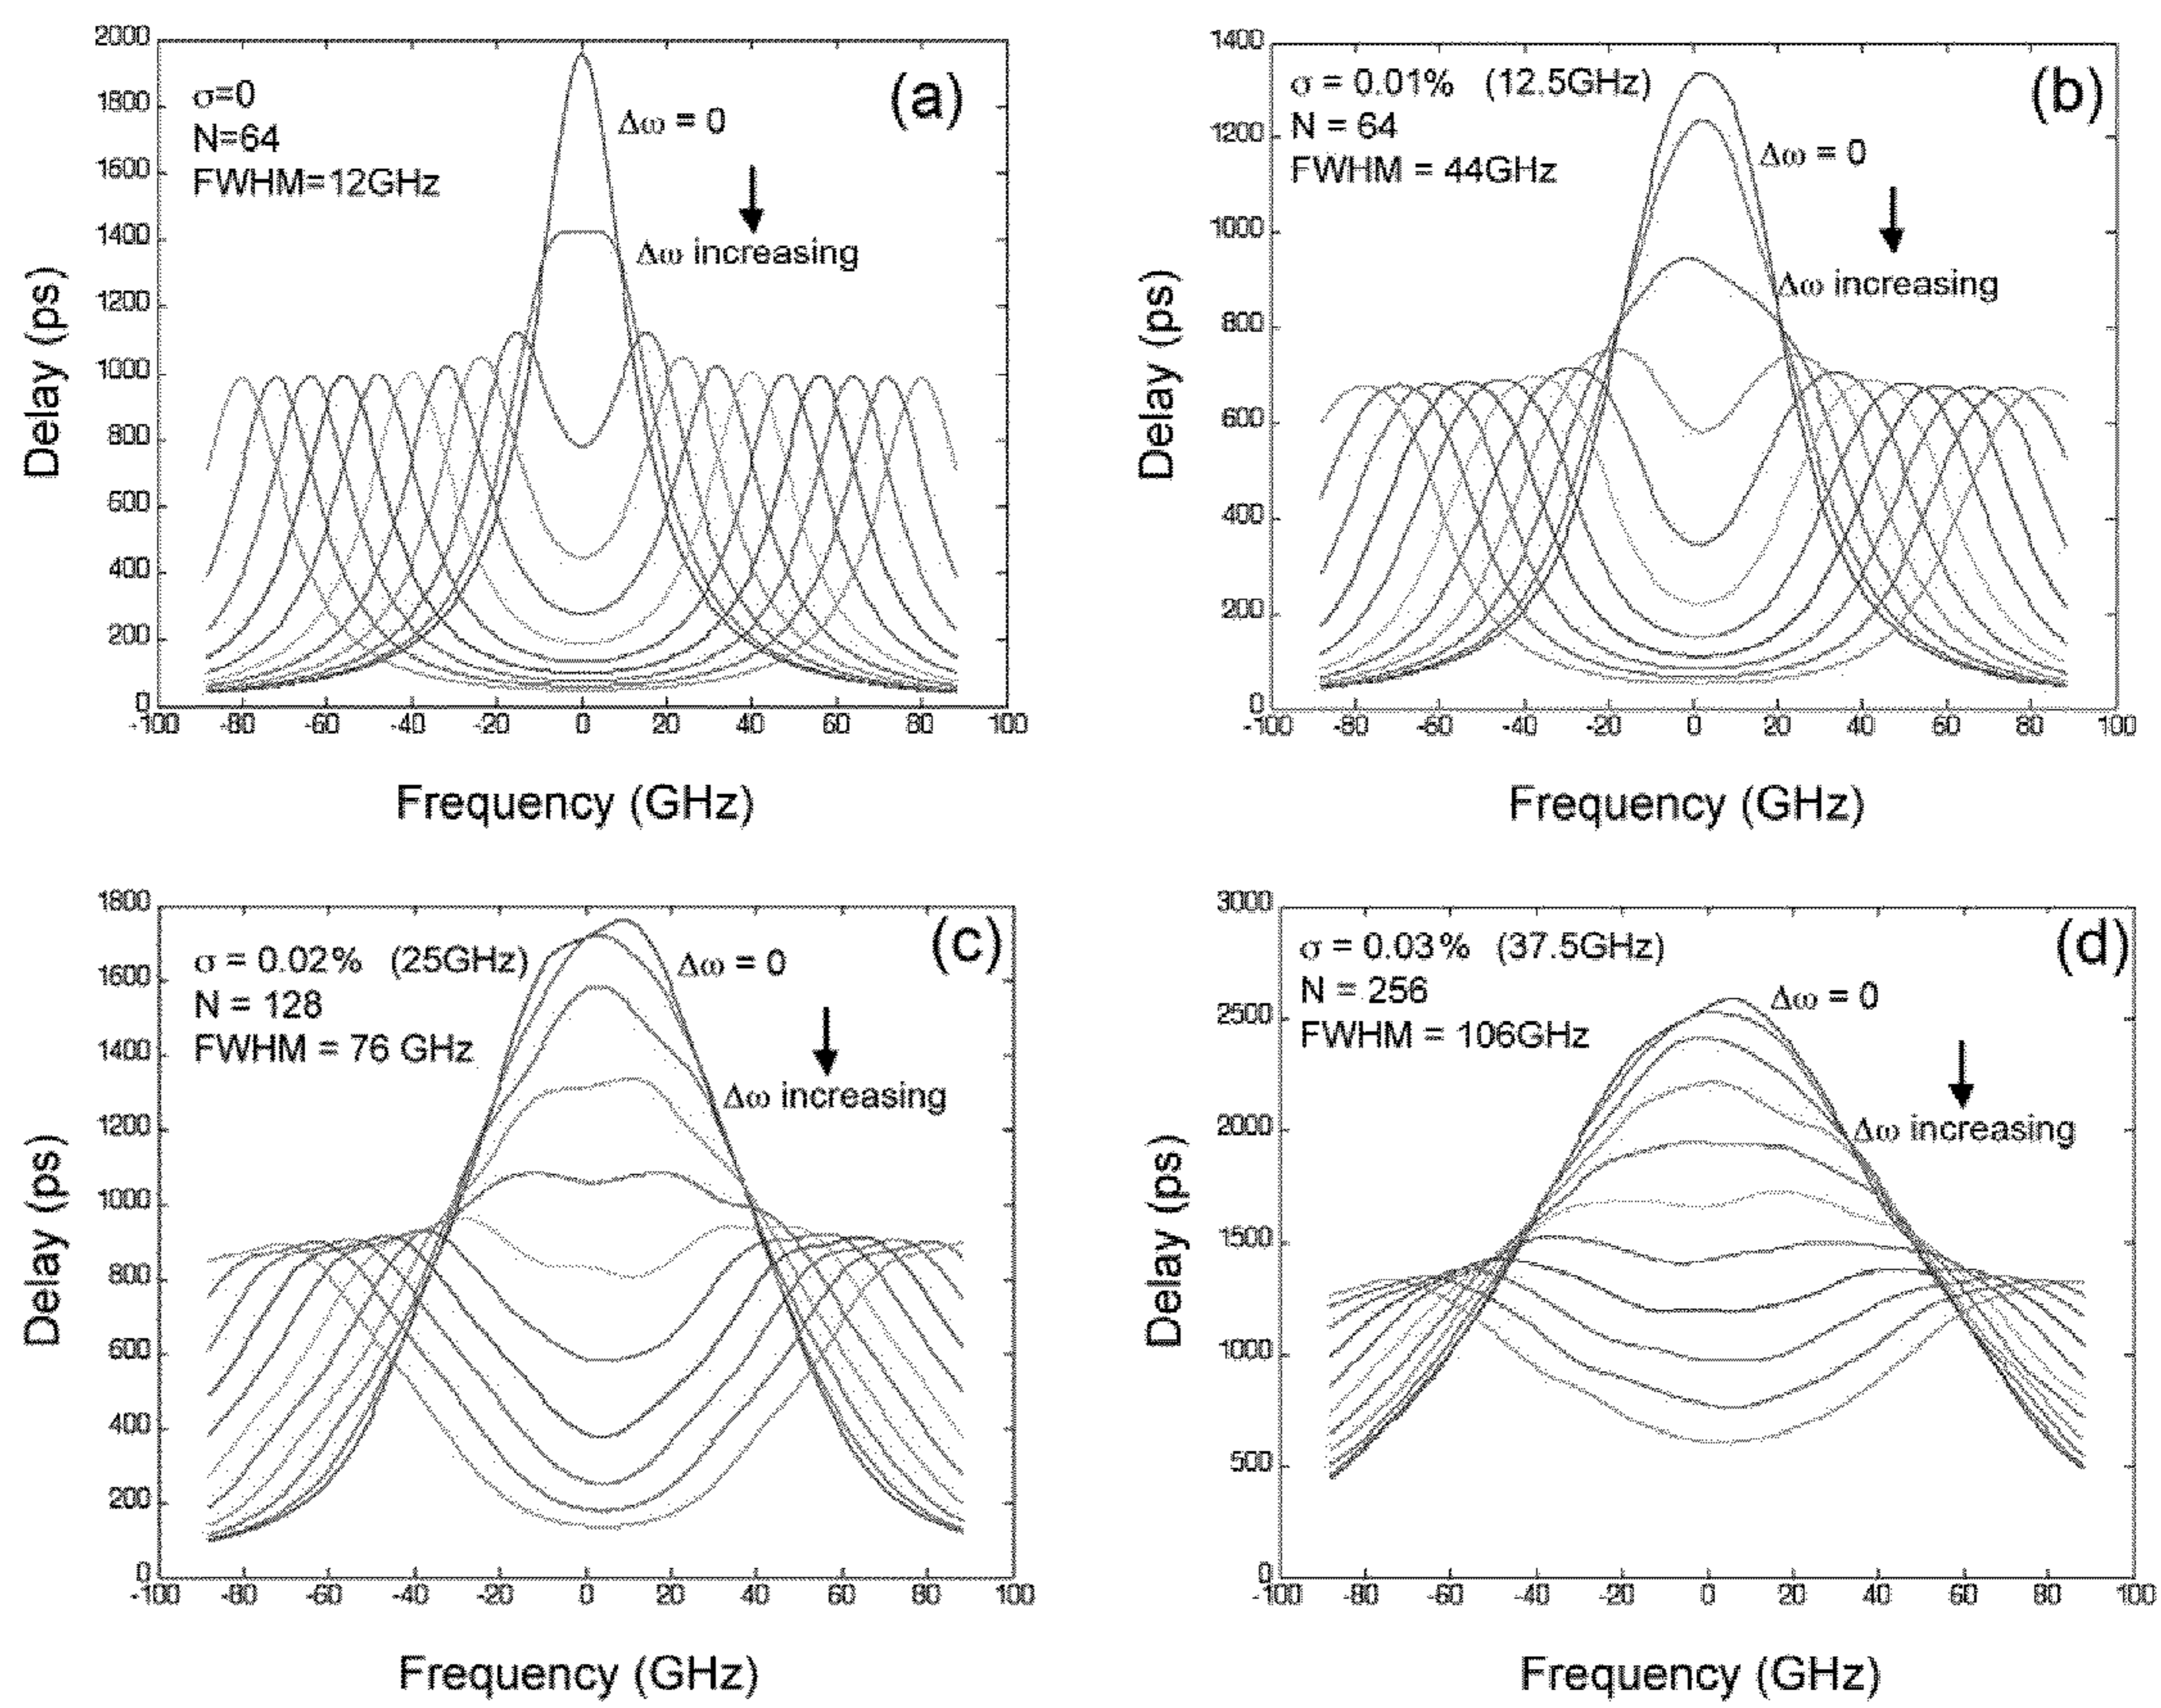 (a)
σ=0
N=64
FWHM=12GHz
Δω = 0
Δω increasing
2000
1800
1600
1400
1200
1000
800
600
400
200
0
-100 -80 -60 -40 -20 0 20 40 60 80 100
Delay (ps)
Frequency (GHz)
(b)
σ = 0.01% (12.5GHz)
N = 64
FWHM = 44GHz
Δω = 0
Δω increasing
1400
1200
1000
800
600
400
200
0
-100 -80 -60 -40 -20 0 20 40 60 80 100
Delay (ps)
Frequency (GHz)
(c)
σ = 0.02% (25GHz)
N = 128
FWHM = 76 GHz
Δω = 0
Δω increasing
1800
1600
1400
1200
1000
800
600
400
200
0
-100 -80 -60 -40 -20 0 20 40 60 80 100
Delay (ps)
Frequency (GHz)
(d)
σ = 0.03% (37.5GHz)
N = 256
FWHM = 106GHz
Δω = 0
Δω increasing
3000
2500
2000
1500
1000
500
0
-100 -80 -60 -40 -20 0 20 40 60 80 100
Delay (ps)
Frequency (GHz)